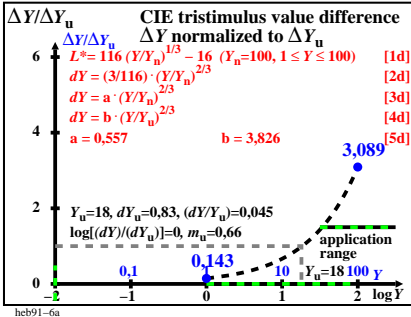 ΔY/ΔYu CIE tristimulus value difference
ΔY/ΔYu ΔY normalized to ΔYu
6 L*= 116 (Y/Yn)^1/3 − 16 (Yn=100, 1 ≤ Y ≤ 100) [1d]
dY = (3/116)·(Y/Yn)^2/3 [2d]
dY = a·(Y/Yn)^2/3 [3d]
4 dY = b·(Y/Yu)^2/3 [4d]
a = 0,557 b = 3,826 [5d]
3,089
2 Yu=18, dYu=0,83, (dY/Yu)=0,045
log[(dY)/(dYu)]=0, mu=0,66
application
range
0,143
0,1 1 10 Yu=18 100 Y
0
−2 0 2 log Y
heb91−6a